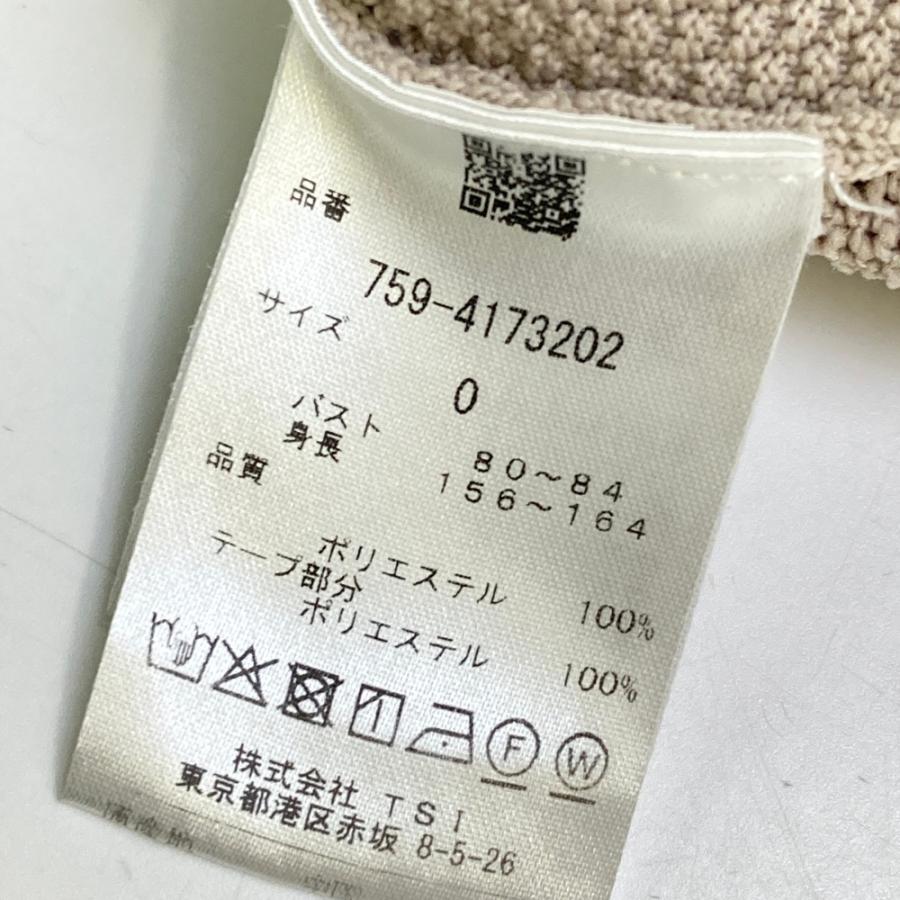 品番
759-4173202
サイズ
0
バスト 80～84
身長 156～164
品質
ポリエステル 100%
テープ部分
ポリエステル 100%
F W
株式会社 TSI
東京都港区赤坂 8-5-26